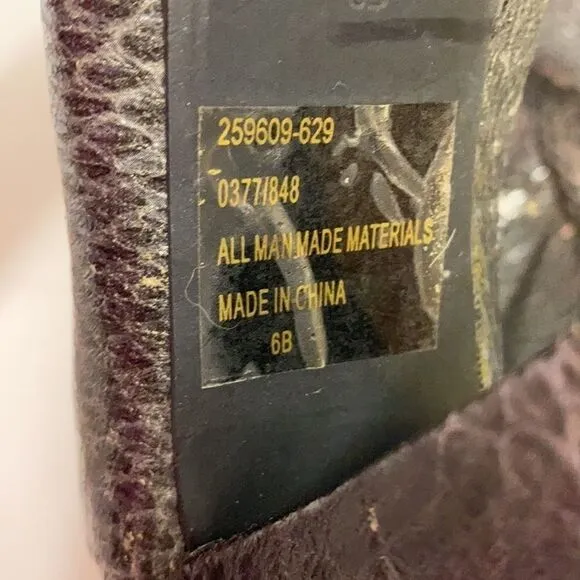 259609-629
0377/848
ALL MAN MADE MATERIALS
MADE IN CHINA
6B